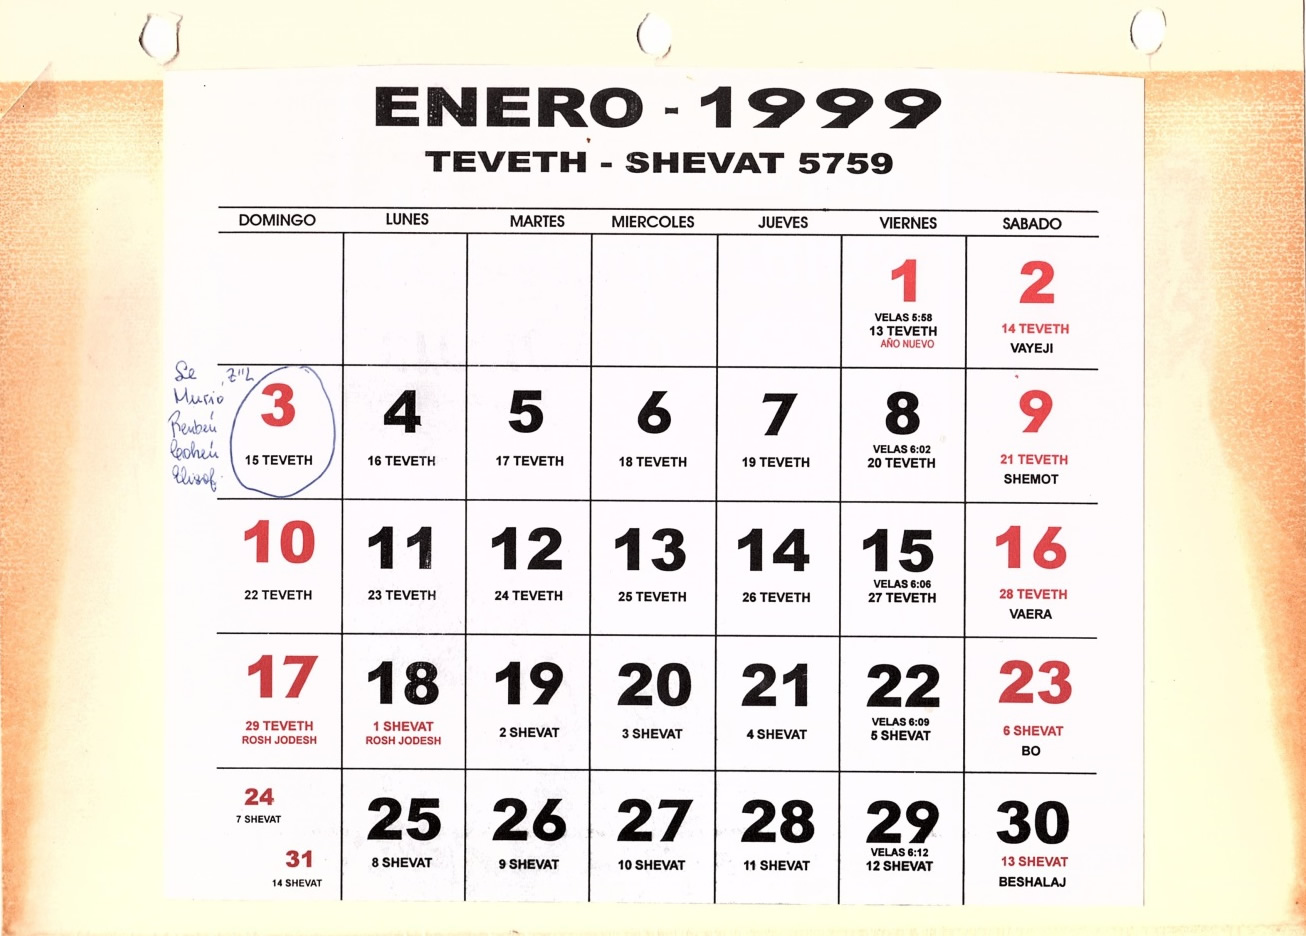 ENERO - 1999
TEVETH - SHEVAT 5759
DOMINGO LUNES MARTES MIERCOLES JUEVES VIERNES SABADO
1 2
VELAS 5:58
13 TEVETH 14 TEVETH
AÑO NUEVO VAYEJI
Se Z"L
Murió
Reubén
Cohén
3 4 5 6 7 8 9
VELAS 6:02
15 TEVETH 16 TEVETH 17 TEVETH 18 TEVETH 19 TEVETH 20 TEVETH 21 TEVETH
SHEMOT
10 11 12 13 14 15 16
VELAS 6:06
22 TEVETH 23 TEVETH 24 TEVETH 25 TEVETH 26 TEVETH 27 TEVETH 28 TEVETH
VAERA
17 18 19 20 21 22 23
VELAS 6:09
29 TEVETH 1 SHEVAT 2 SHEVAT 3 SHEVAT 4 SHEVAT 5 SHEVAT 6 SHEVAT
ROSH JODESH ROSH JODESH BO
24 25 26 27 28 29 30
7 SHEVAT
VELAS 6:12
31 8 SHEVAT 9 SHEVAT 10 SHEVAT 11 SHEVAT 12 SHEVAT 13 SHEVAT
14 SHEVAT BESHALAJ